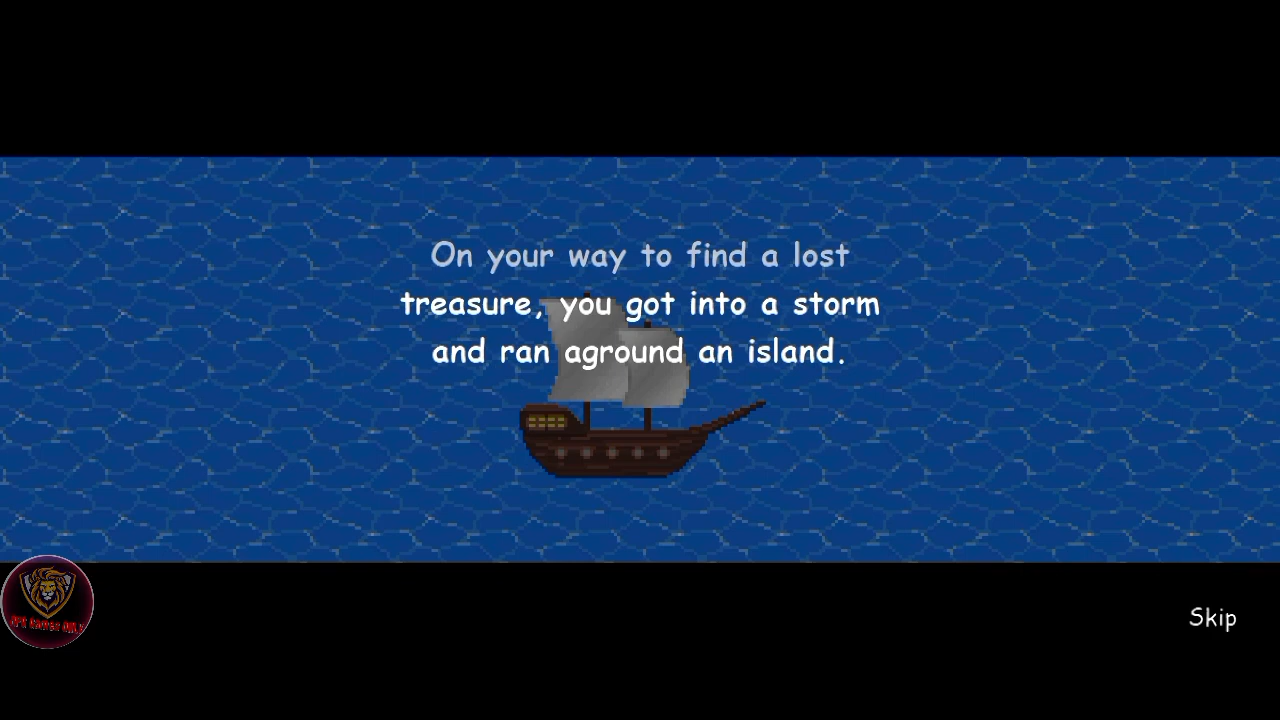 On your way to find a lost
treasure, you got into a storm
and ran aground an island.
Skip